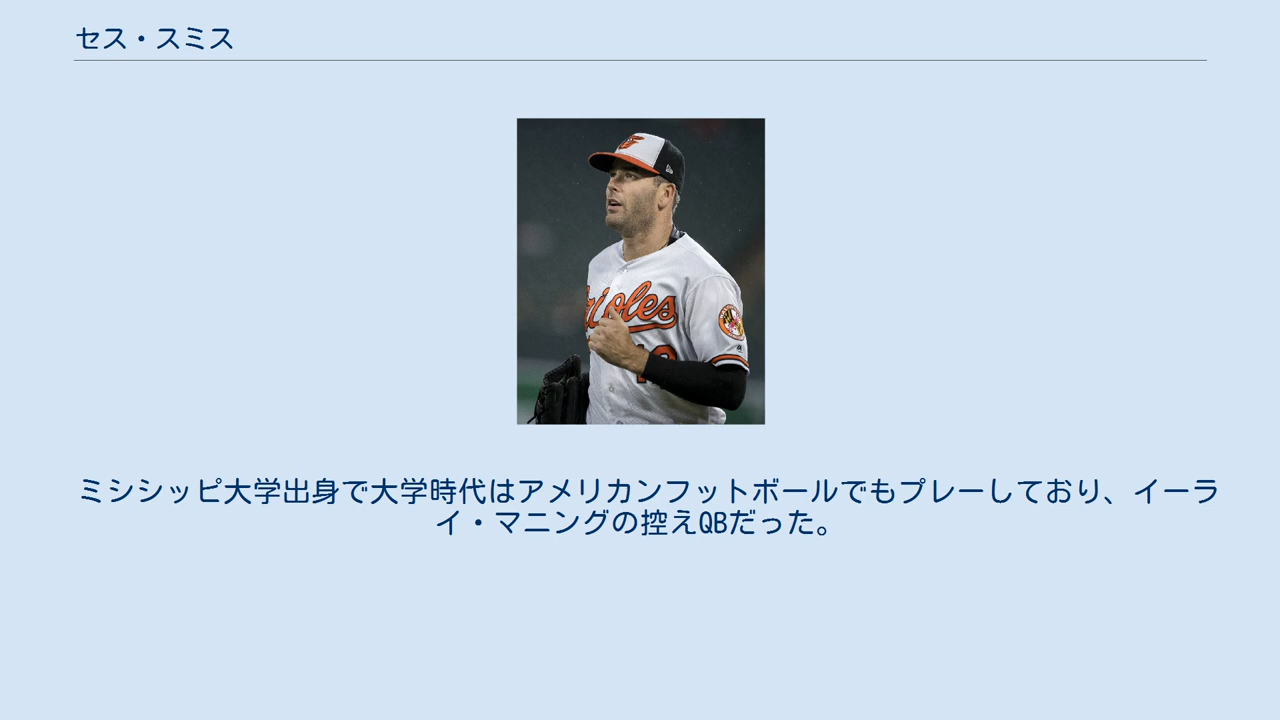 セス・スミス
Orioles
12
ミシシッピ大学出身で大学時代はアメリカンフットボールでもプレーしており、イーラ
イ・マニングの控えQBだった。